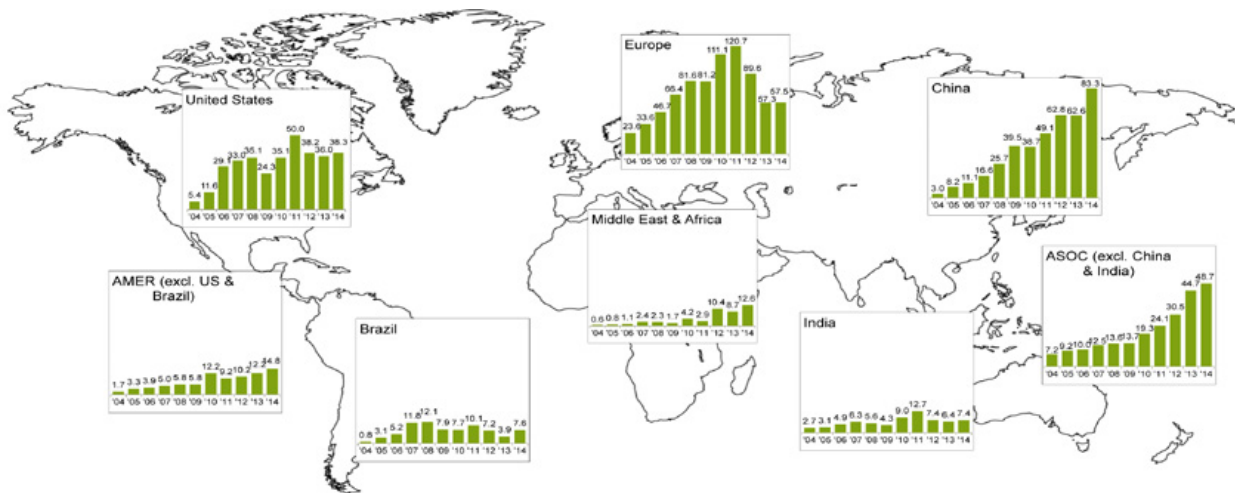 United States
5.4 11.6 29.1 33.0 35.1 24.3 35.1 50.0 38.2 36.0 38.3
'04 '05 '06 '07 '08 '09 '10 '11 '12 '13 '14
Europe
23.6 33.6 46.7 66.4 81.6 81.2 111.1 120.7 89.6 57.3 57.5
'04 '05 '06 '07 '08 '09 '10 '11 '12 '13 '14
China
3.0 8.2 11.1 16.6 25.7 39.5 38.7 49.1 62.8 62.6 83.3
'04 '05 '06 '07 '08 '09 '10 '11 '12 '13 '14
Middle East & Africa
0.6 0.8 1.1 2.4 2.3 1.7 4.2 2.9 10.4 8.7 12.6
'04 '05 '06 '07 '08 '09 '10 '11 '12 '13 '14
AMER (excl. US &
Brazil)
1.7 3.3 3.9 5.0 5.8 5.8 12.2 9.2 10.2 12.2 44.8
'04 '05 '06 '07 '08 '09 '10 '11 '12 '13 '14
Brazil
0.8 3.1 5.2 11.8 12.1 7.9 7.7 10.1 7.2 3.9 7.6
'04 '05 '06 '07 '08 '09 '10 '11 '12 '13 '14
India
2.7 3.1 4.9 6.3 5.6 4.3 9.0 12.7 7.4 6.4 7.4
'04 '05 '06 '07 '08 '09 '10 '11 '12 '13 '14
ASOC (excl. China
& India)
7.2 9.2 10.0 13.6 13.7 19.3 24.1 30.5 44.7 48.7
'04 '05 '06 '07 '08 '09 '10 '11 '12 '13 '14